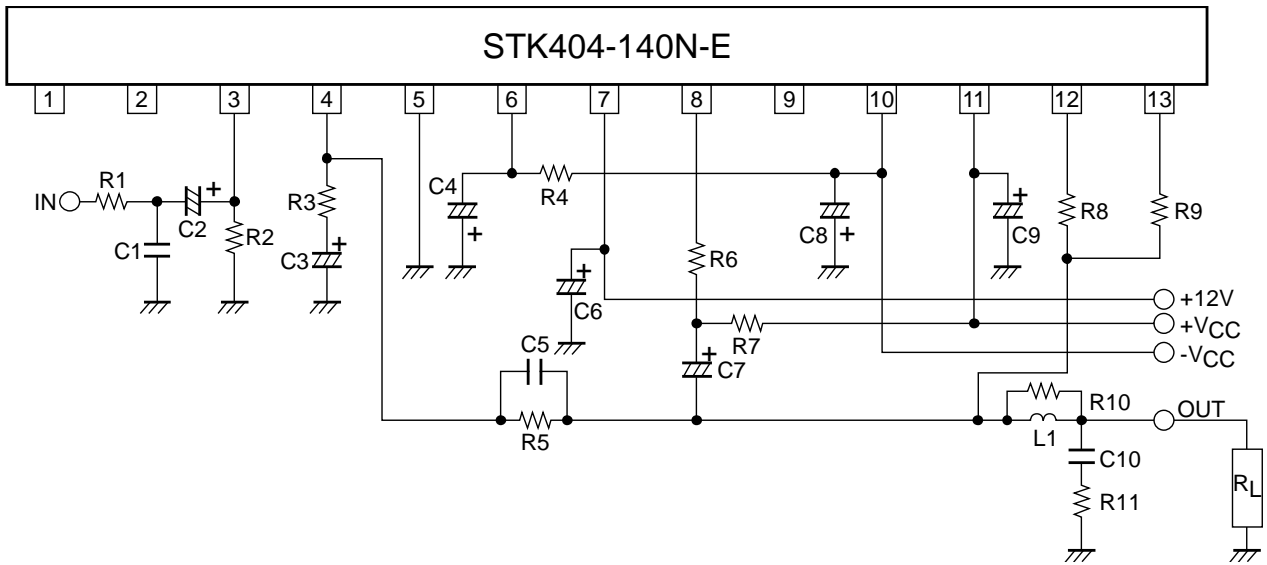 STK404-140N-E
1 2 3 4 5 6 7 8 9 10 11 12 13
R1
IN
C1
C2 +
R2
R3
C3 +
C4 +
R4
C6 +
R6
C8 +
C9 +
R8
R9
+12V
R7
+VCC
C5
C7 +
-VCC
R5
R10
L1
OUT
C10
R11
RL